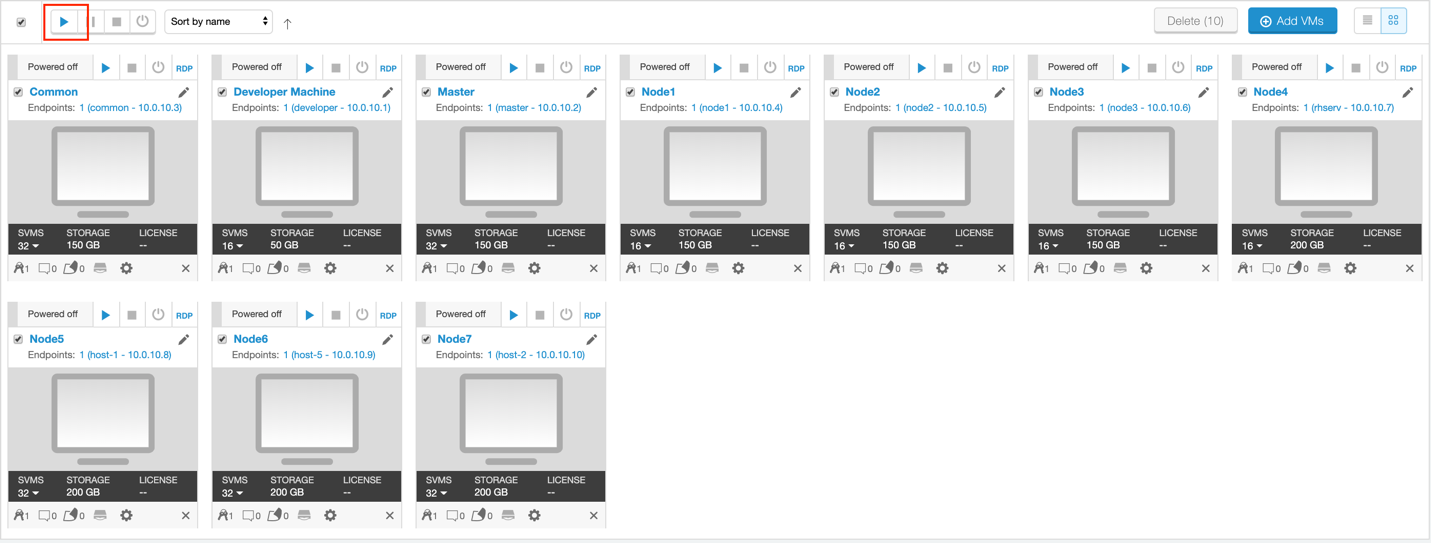 Sort by name
Delete (10)
Add VMs
Powered off RDP
Common
Endpoints: 1 (common - 10.0.10.3)
SVMS STORAGE LICENSE
32 150 GB --
1 0 0
Powered off RDP
Developer Machine
Endpoints: 1 (developer - 10.0.10.1)
SVMS STORAGE LICENSE
16 50 GB --
1 0 0
Powered off RDP
Master
Endpoints: 1 (master - 10.0.10.2)
SVMS STORAGE LICENSE
32 150 GB --
1 0 0
Powered off RDP
Node1
Endpoints: 1 (node1 - 10.0.10.4)
SVMS STORAGE LICENSE
16 150 GB --
1 0 0
Powered off RDP
Node2
Endpoints: 1 (node2 - 10.0.10.5)
SVMS STORAGE LICENSE
16 150 GB --
1 0 0
Powered off RDP
Node3
Endpoints: 1 (node3 - 10.0.10.6)
SVMS STORAGE LICENSE
16 150 GB --
1 0 0
Powered off RDP
Node4
Endpoints: 1 (rhserv - 10.0.10.7)
SVMS STORAGE LICENSE
16 200 GB --
1 0 0
Powered off RDP
Node5
Endpoints: 1 (host-1 - 10.0.10.8)
SVMS STORAGE LICENSE
32 200 GB --
1 0 0
Powered off RDP
Node6
Endpoints: 1 (host-5 - 10.0.10.9)
SVMS STORAGE LICENSE
32 200 GB --
1 0 0
Powered off RDP
Node7
Endpoints: 1 (host-2 - 10.0.10.10)
SVMS STORAGE LICENSE
32 200 GB --
1 0 0